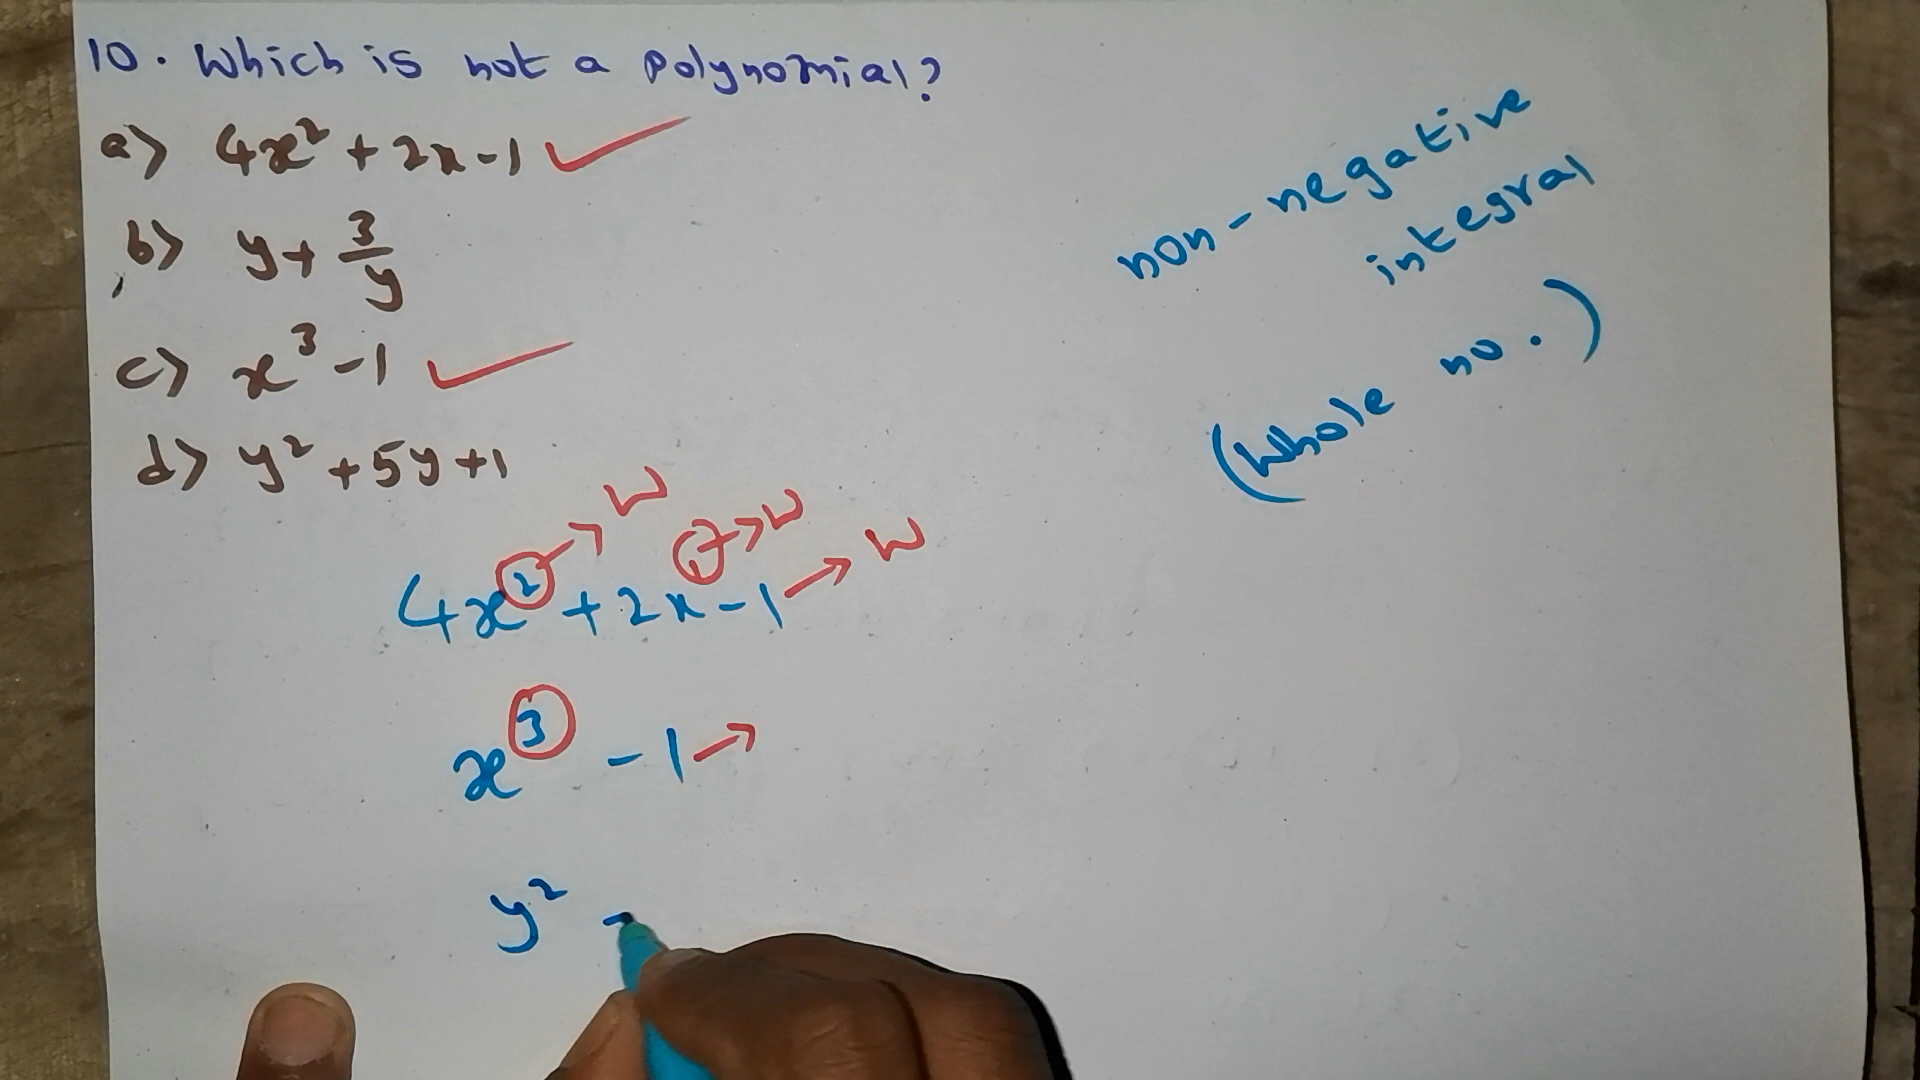 10. Which is not a polynomial?
a) 4x² + 2x - 1 ✓
b) y + 3/y
c) x³ - 1 ✓
d) y² + 5y + 1
non-negative
integral
(Whole no.)
4x² → W + 2x¹ → W - 1 → W
x³ - 1 →
y² -